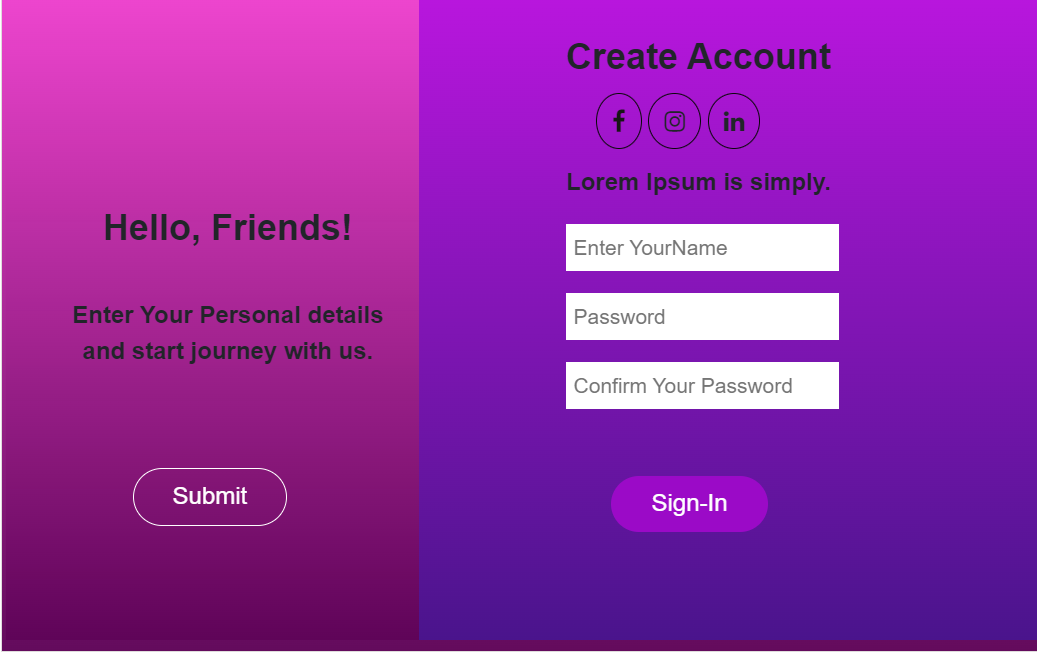 Hello, Friends!
Enter Your Personal details
and start journey with us.
Submit
Create Account
f
in
Lorem Ipsum is simply.
Enter YourName
Password
Confirm Your Password
Sign-In